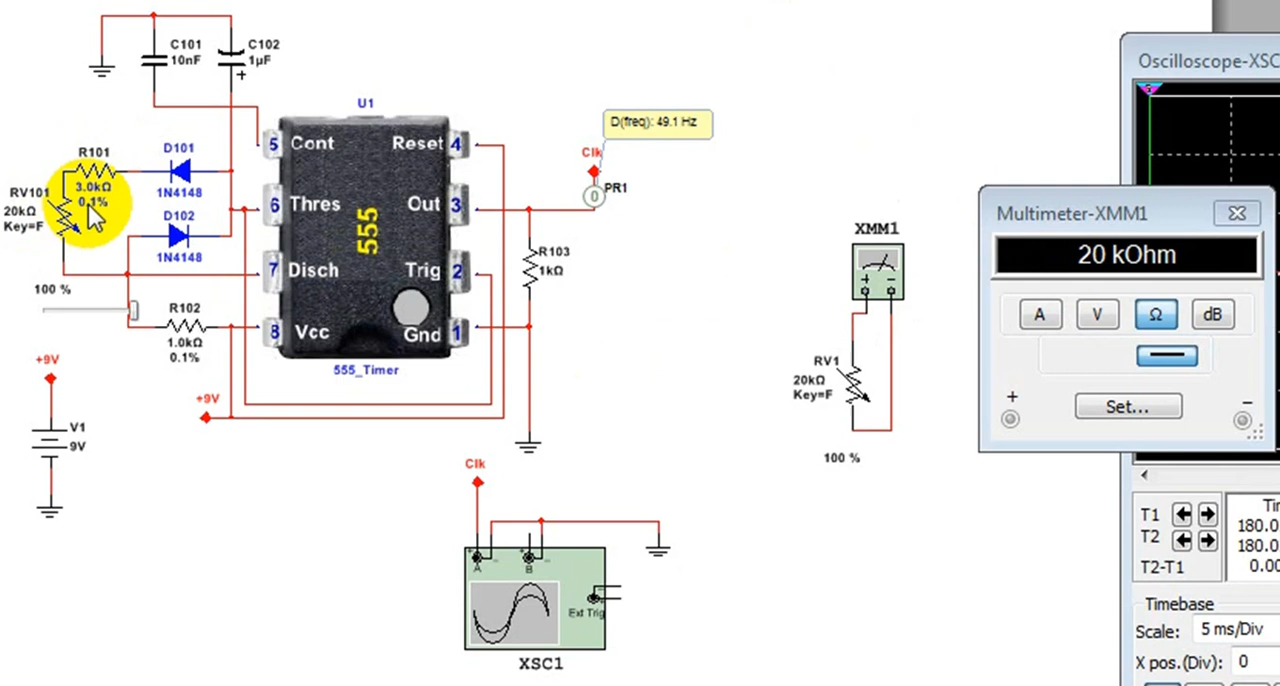 C101
10nF
C102
1µF
+
U1
D(freq): 49.1 Hz
Clk
PR1
0
R101
3.0kΩ
0.1%
D101
1N4148
RV101
20kΩ
Key=F
D102
1N4148
100 %
R102
1.0kΩ
0.1%
5 Cont
Reset 4
6 Thres
Out 3
7 Disch
Trig 2
8 Vcc
Gnd 1
555
555_Timer
R103
1kΩ
+9V
+9V
V1
9V
Clk
A
B
Ext Trig
XSC1
XMM1
+ −
RV1
20kΩ
Key=F
100 %
Oscilloscope-XSC
Multimeter-XMM1
20 kOhm
A V Ω dB
+ Set... −
T1
T2
T2-T1
180.0
180.0
0.00
Timebase
Scale: 5 ms/Div
X pos.(Div): 0